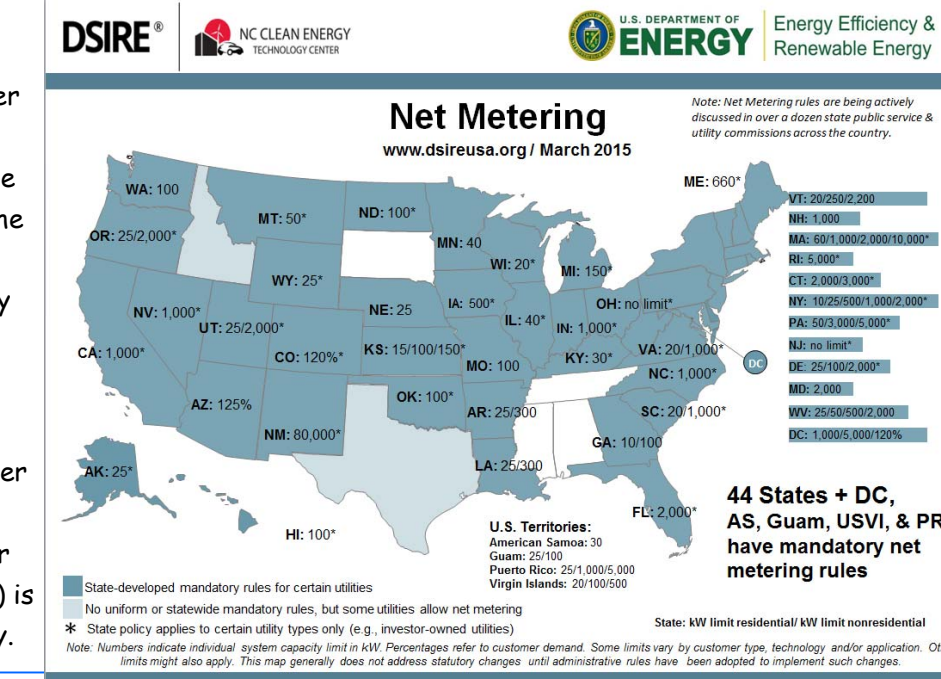 DSIRE®
NC CLEAN ENERGY
TECHNOLOGY CENTER
U.S. DEPARTMENT OF
ENERGY
Energy Efficiency &
Renewable Energy
Net Metering
www.dsireusa.org / March 2015
Note: Net Metering rules are being actively
discussed in over a dozen state public service &
utility commissions across the country.
WA: 100
OR: 25/2,000*
MT: 50*
ND: 100*
MN: 40
WI: 20*
MI: 150*
ME: 660*
WY: 25*
NV: 1,000*
UT: 25/2,000*
NE: 25
IA: 500*
IL: 40*
IN: 1,000*
OH: no limit*
CA: 1,000*
CO: 120%*
KS: 15/100/150*
MO: 100
KY: 30*
VA: 20/1,000*
NC: 1,000*
AZ: 125%
NM: 80,000*
OK: 100*
AR: 25/300
SC: 20/1,000*
GA: 10/100
LA: 25/300
FL: 2,000*
AK: 25*
HI: 100*
DC
VT: 20/250/2,200
NH: 1,000
MA: 60/1,000/2,000/10,000*
RI: 5,000*
CT: 2,000/3,000*
NY: 10/25/500/1,000/2,000*
PA: 50/3,000/5,000*
NJ: no limit*
DE: 25/100/2,000*
MD: 2,000
WV: 25/50/500/2,000
DC: 1,000/5,000/120%
U.S. Territories:
American Samoa: 30
Guam: 25/100
Puerto Rico: 25/1,000/5,000
Virgin Islands: 20/100/500
44 States + DC,
AS, Guam, USVI, & PR
have mandatory net
metering rules
State-developed mandatory rules for certain utilities
No uniform or statewide mandatory rules, but some utilities allow net metering
* State policy applies to certain utility types only (e.g., investor-owned utilities)
State: kW limit residential/ kW limit nonresidential
Note: Numbers indicate individual system capacity limit in kW. Percentages refer to customer demand. Some limits vary by customer type, technology and/or application.
limits might also apply. This map generally does not address statutory changes until administrative rules have been adopted to implement such changes.
) is